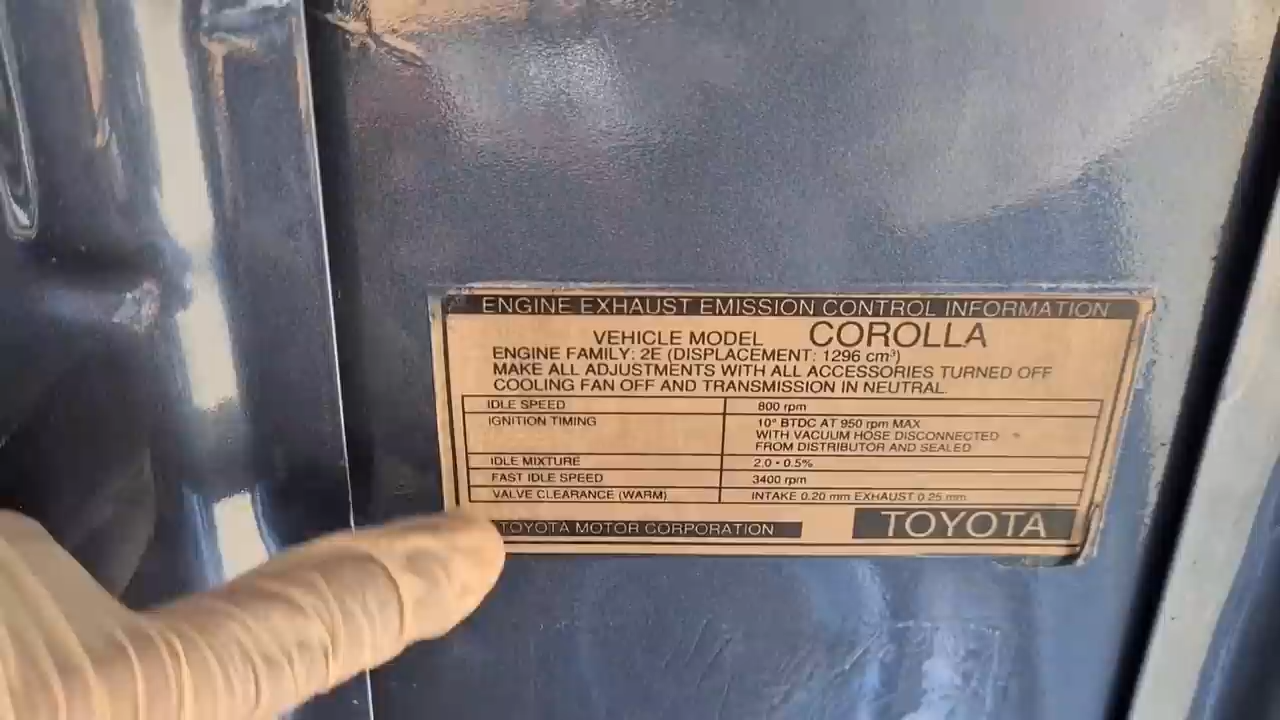 ENGINE EXHAUST EMISSION CONTROL INFORMATION
VEHICLE MODEL COROLLA
ENGINE FAMILY: 2E (DISPLACEMENT: 1296 cm³)
MAKE ALL ADJUSTMENTS WITH ALL ACCESSORIES TURNED OFF
COOLING FAN OFF AND TRANSMISSION IN NEUTRAL.
IDLE SPEED 800 rpm
IGNITION TIMING 10° BTDC AT 950 rpm MAX
WITH VACUUM HOSE DISCONNECTED
FROM DISTRIBUTOR AND SEALED
IDLE MIXTURE 2.0 • 0.5%
FAST IDLE SPEED 3400 rpm
VALVE CLEARANCE (WARM) INTAKE 0.20 mm EXHAUST 0.25 mm
TOYOTA MOTOR CORPORATION TOYOTA